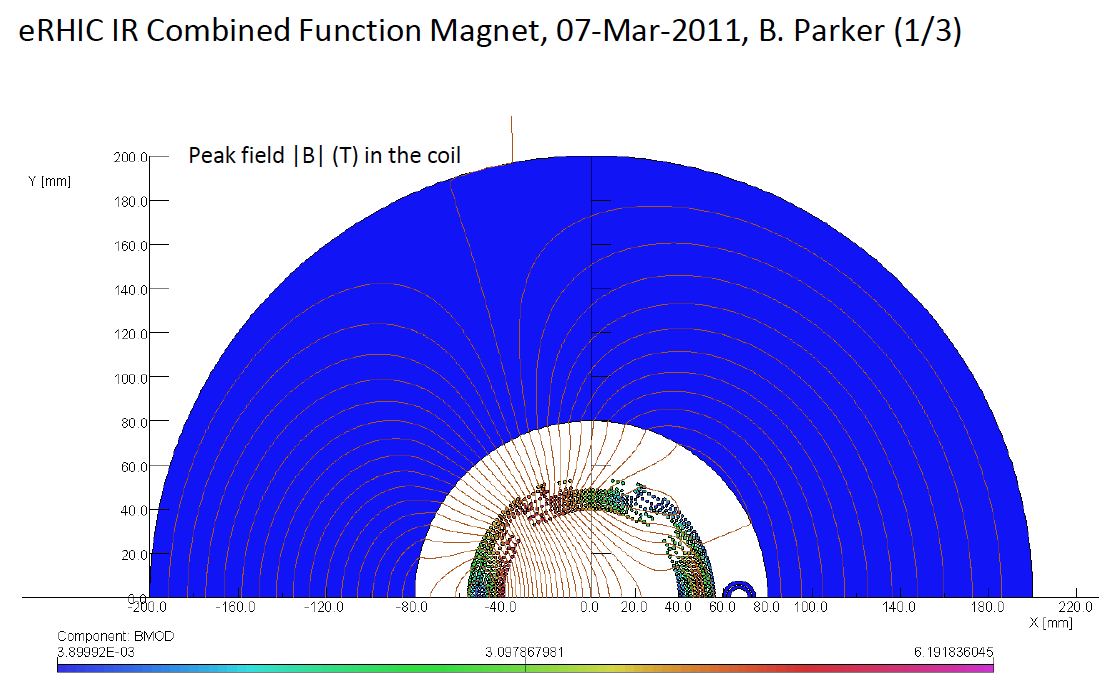 eRHIC IR Combined Function Magnet, 07-Mar-2011, B. Parker (1/3)
Peak field |B| (T) in the coil
Y [mm]
200.0
180.0
160.0
140.0
120.0
100.0
80.0
60.0
40.0
20.0
0.0
-200.0 -160.0 -120.0 -80.0 -40.0 0.0 20.0 40.0 60.0 80.0 100.0 140.0 180.0 220.0
X [mm]
Component: BMOD
3.89992E-03 3.097867981 6.191836045